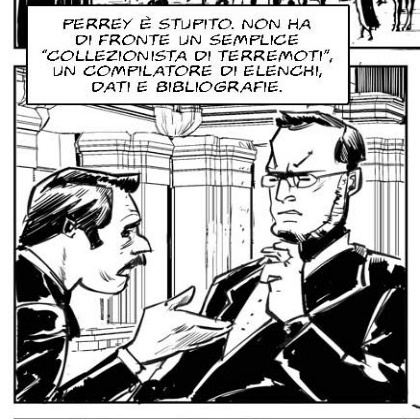 PERREY È STUPITO. NON HA
DI FRONTE UN SEMPLICE
"COLLEZIONISTA DI TERREMOTI",
UN COMPILATORE DI ELENCHI,
DATI E BIBLIOGRAFIE.